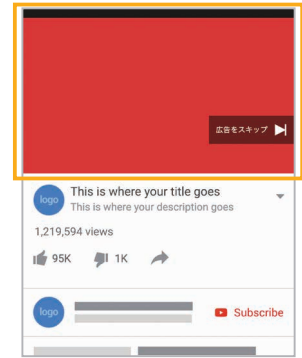 広告をスキップ
logo
This is where your title goes
This is where your description goes
1,219,594 views
95K
1K
logo
Subscribe